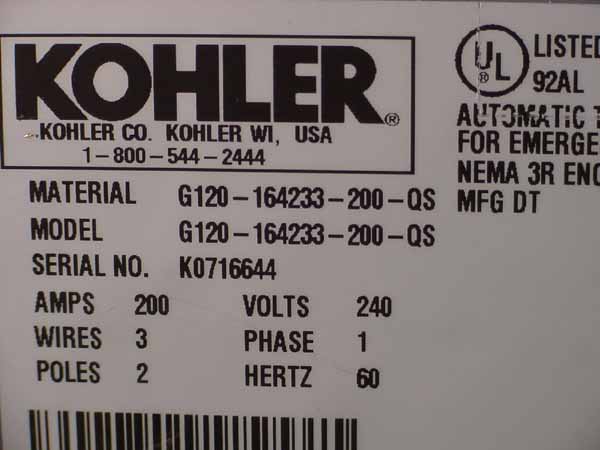 KOHLER®
KOHLER CO. KOHLER WI, USA
1-800-544-2444
UL® LISTED
92AL
AUTOMATIC
FOR
NEMA 3R
MFG DT
MATERIAL G120-164233-200-QS
MODEL G120-164233-200-QS
SERIAL NO. K0716644
AMPS 200 VOLTS 240
WIRES 3 PHASE 1
POLES 2 HERTZ 60